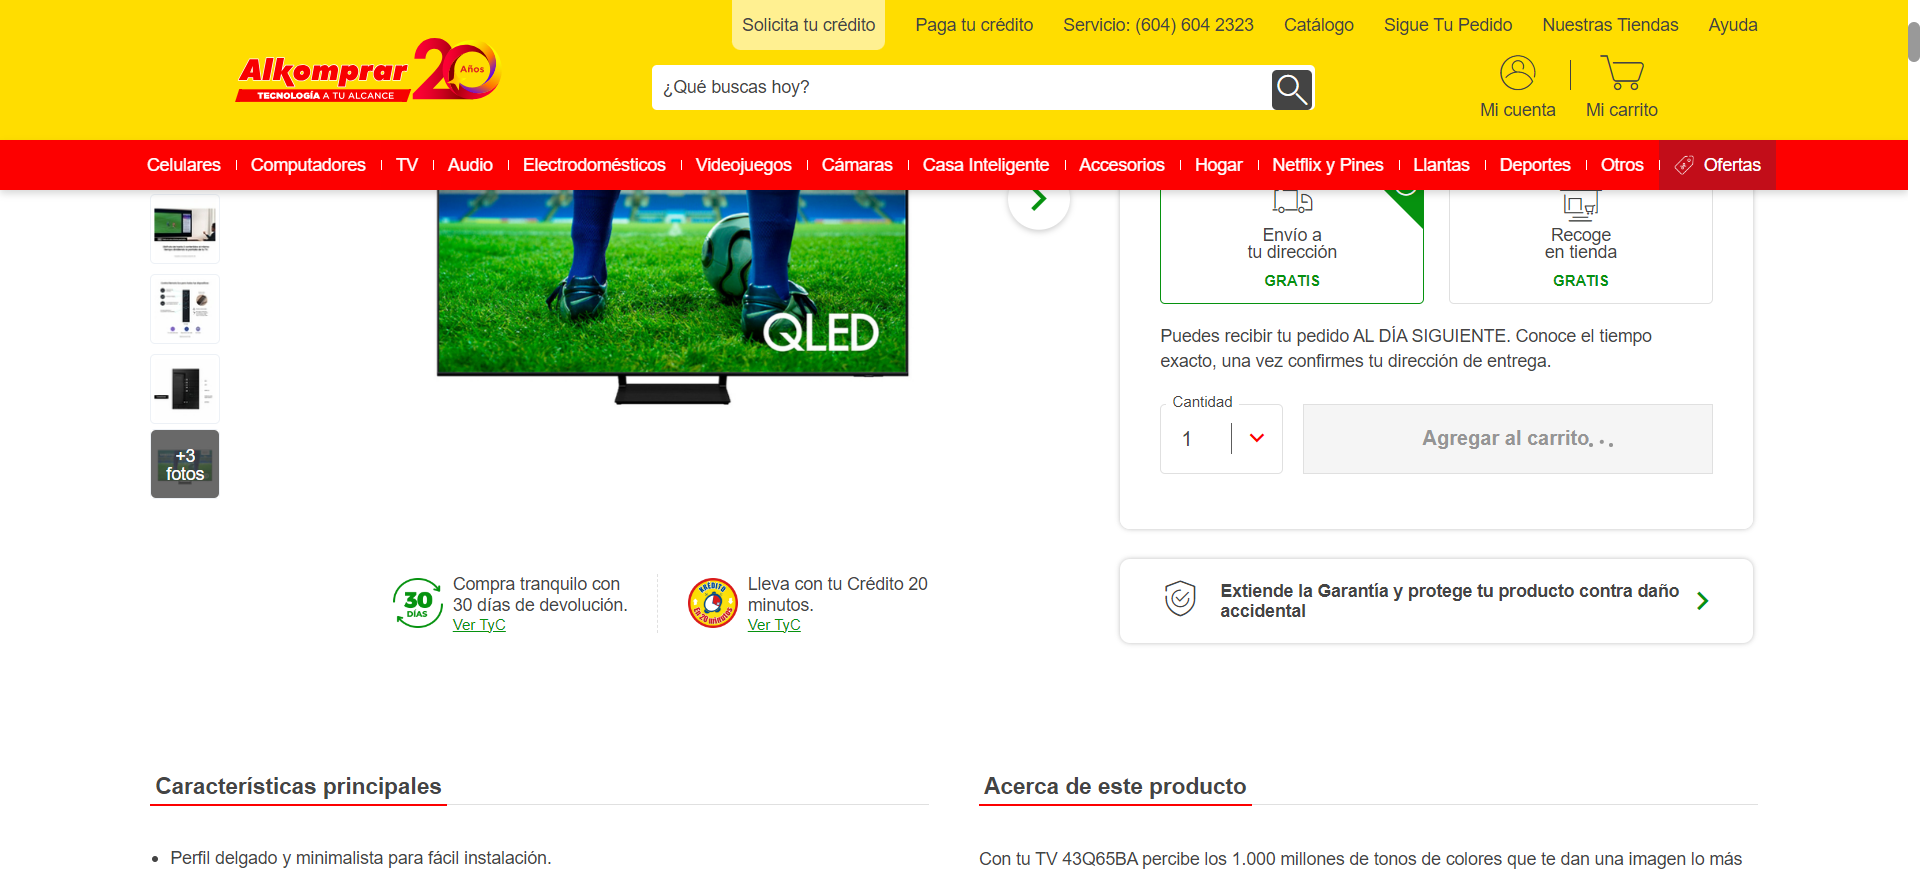 Solicita tu crédito
Paga tu crédito
Servicio: (604) 604 2323
Catálogo
Sigue Tu Pedido
Nuestras Tiendas
Ayuda
Alkomprar 20 Años
TECNOLOGÍA A TU ALCANCE
¿Qué buscas hoy?
Mi cuenta
Mi carrito
Celulares
Computadores
TV
Audio
Electrodomésticos
Videojuegos
Cámaras
Casa Inteligente
Accesorios
Hogar
Netflix y Pines
Llantas
Deportes
Otros
Ofertas
+3
fotos
QLED
Envío a
tu dirección
GRATIS
Recoge
en tienda
GRATIS
Puedes recibir tu pedido AL DÍA SIGUIENTE. Conoce el tiempo
exacto, una vez confirmes tu dirección de entrega.
Cantidad
1
Agregar al carrito...
30
DÍAS
Compra tranquilo con
30 días de devolución.
Ver TyC
KRÉDITO
En 20 minutos
Lleva con tu Crédito 20
minutos.
Ver TyC
Extiende la Garantía y protege tu producto contra daño
accidental
Características principales
Perfil delgado y minimalista para fácil instalación.
Acerca de este producto
Con tu TV 43Q65BA percibe los 1.000 millones de tonos de colores que te dan una imagen lo más